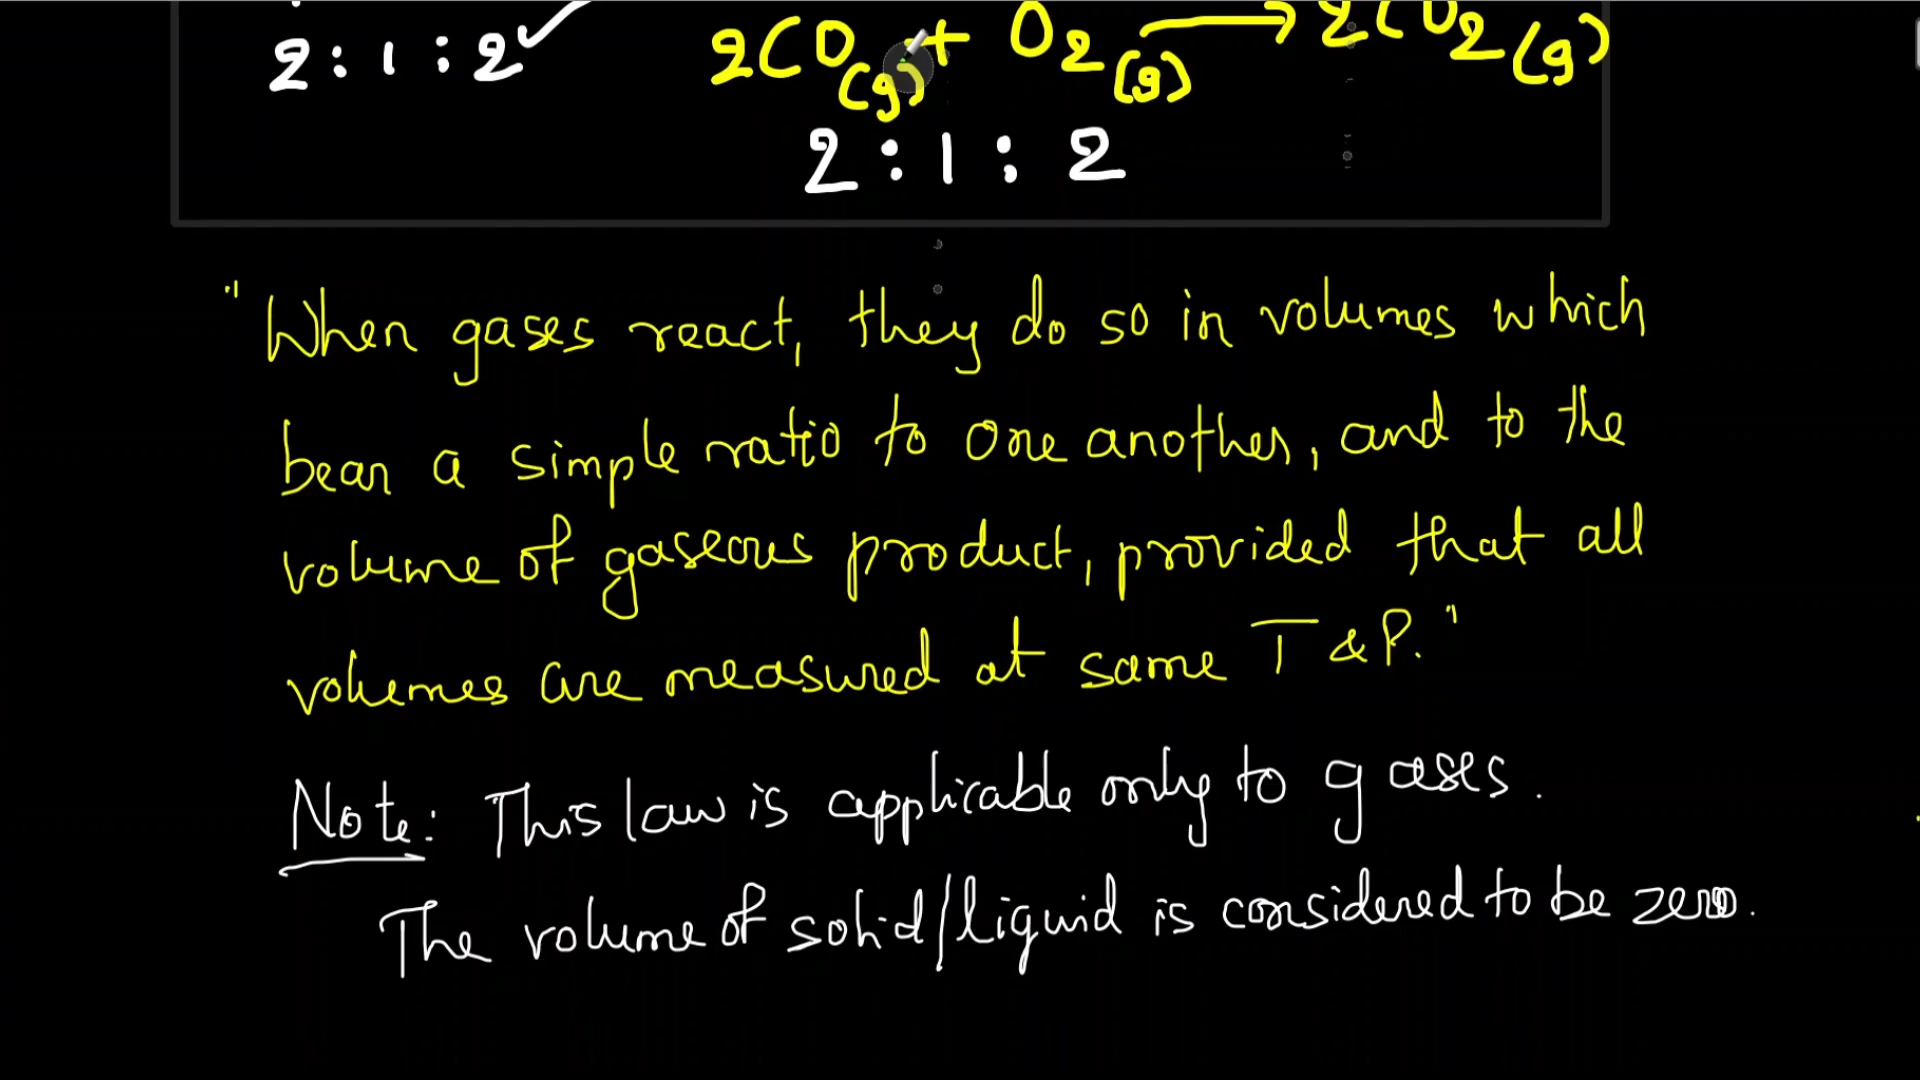 2 : 1 : 2 ✓
2CO(g) + O2(g) → 2CO2(g)
2 : 1 : 2
"When gases react, they do so in volumes which
bear a simple ratio to one another, and to the
volume of gaseous product, provided that all
volumes are measured at same T & P."
Note: This law is applicable only to gases.
The volume of solid/liquid is considered to be zero.